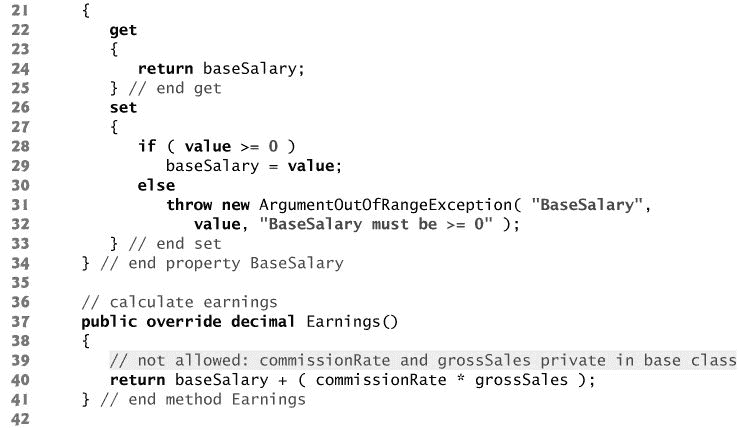 21 {
22 get
23 {
24 return baseSalary;
25 } // end get
26 set
27 {
28 if ( value >= 0 )
29 baseSalary = value;
30 else
31 throw new ArgumentOutOfRangeException( "BaseSalary",
32 value, "BaseSalary must be >= 0" );
33 } // end set
34 } // end property BaseSalary
35
36 // calculate earnings
37 public override decimal Earnings()
38 {
39 // not allowed: commissionRate and grossSales private in base class
40 return baseSalary + ( commissionRate * grossSales );
41 } // end method Earnings
42